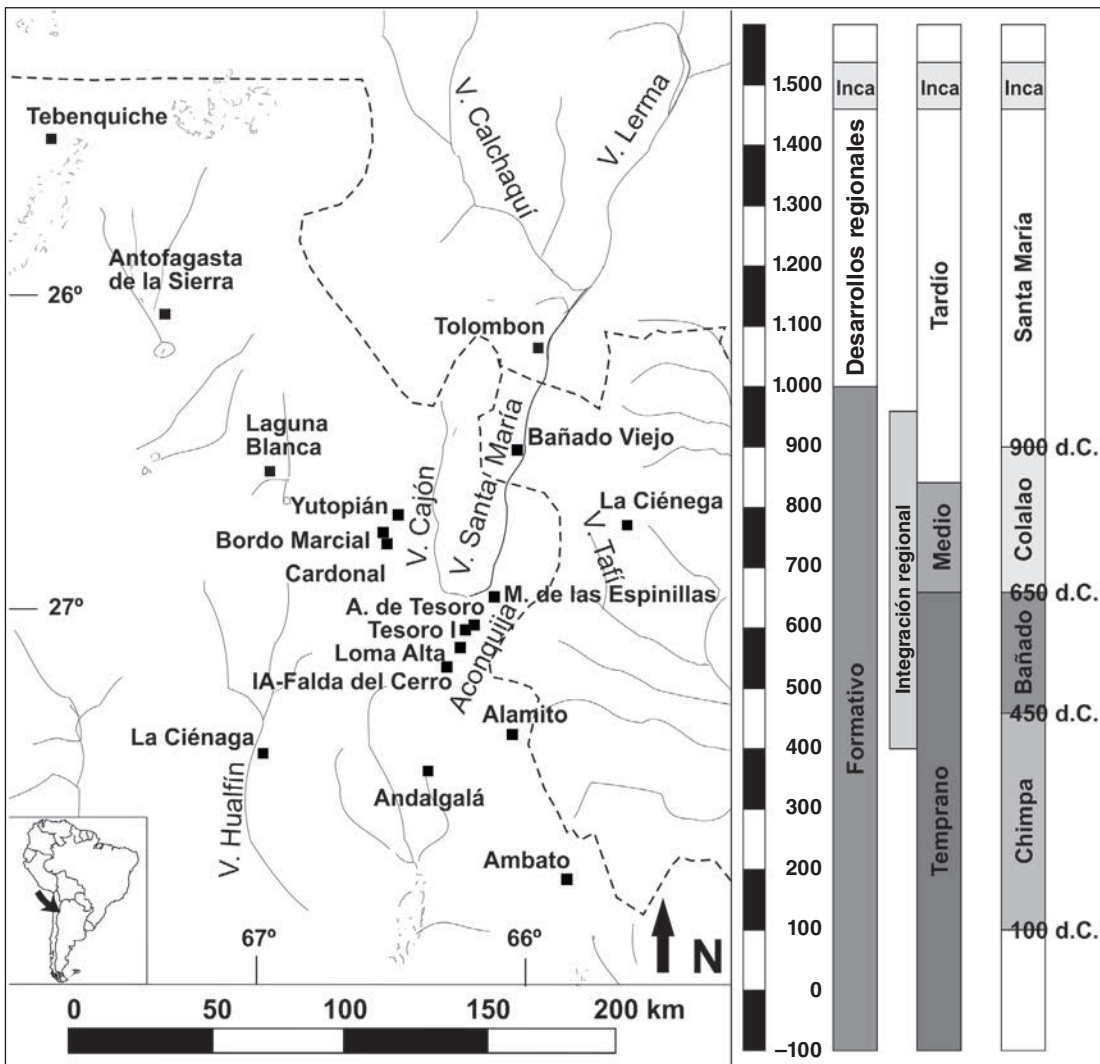 Tebenquiche
V. Calchaquí
V. Lerma
Antofagasta
de la Sierra
26º
Tolombon
Laguna
Blanca
Bañado Viejo
V. Santa María
V. Cajón
Yutopián
La Ciénega
Bordo Marcial
V. Tafí
Cardonal
27º
M. de las Espinillas
A. de Tesoro
Tesoro I
Loma Alta
IA-Falda del Cerro
Aconquija
Alamito
La Ciénaga
V. Hualfín
Andalgalá
Ambato
67º
66º
N
0
50
100
150
200 km
1.500
1.400
1.300
1.200
1.100
1.000
900
800
700
600
500
400
300
200
100
0
–100
Inca
Desarrollos regionales
Formativo
Integración regional
Inca
Tardío
Medio
Temprano
Inca
Santa María
900 d.C.
Colalao
650 d.C.
Bañado
450 d.C.
Chimpa
100 d.C.